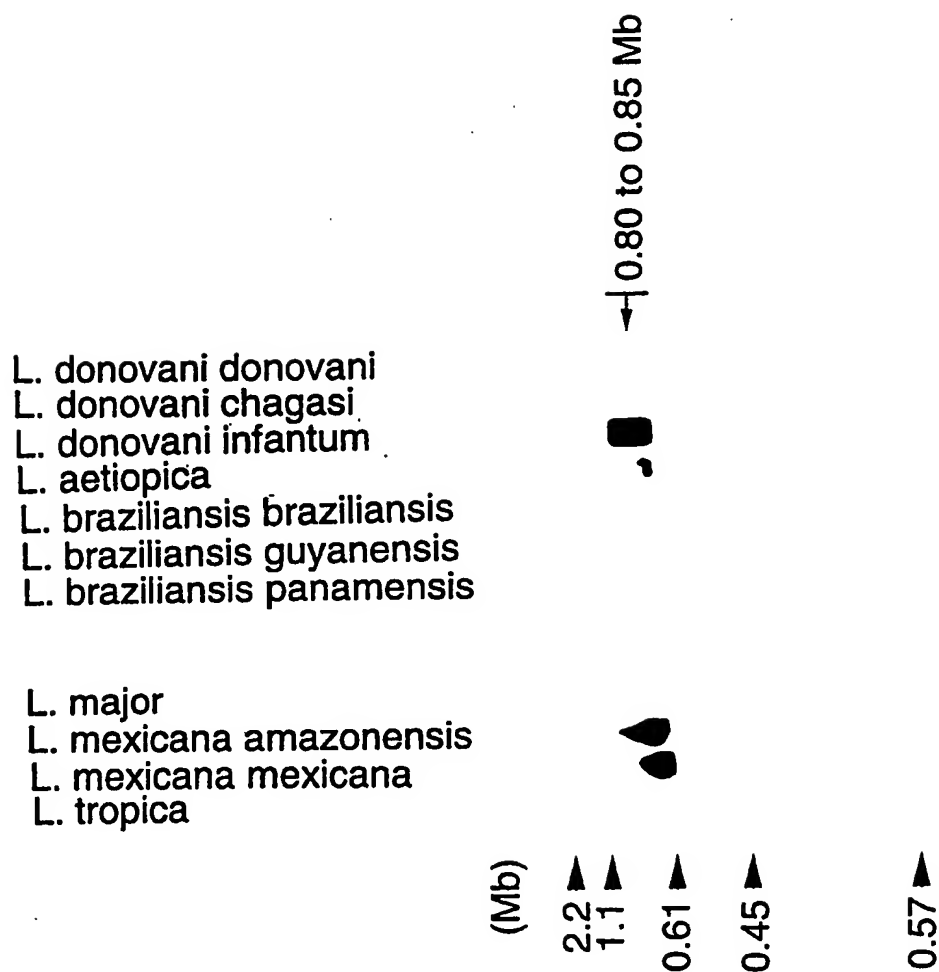 0.80 to 0.85 Mb
L. donovani donovani
L. donovani chagasi
L. donovani infantum
L. aetiopica
L. braziliansis braziliansis
L. braziliansis guyanensis
L. braziliansis panamensis
L. major
L. mexicana amazonensis
L. mexicana mexicana
L. tropica
(Mb)
2.2
1.1
0.61
0.45
0.57